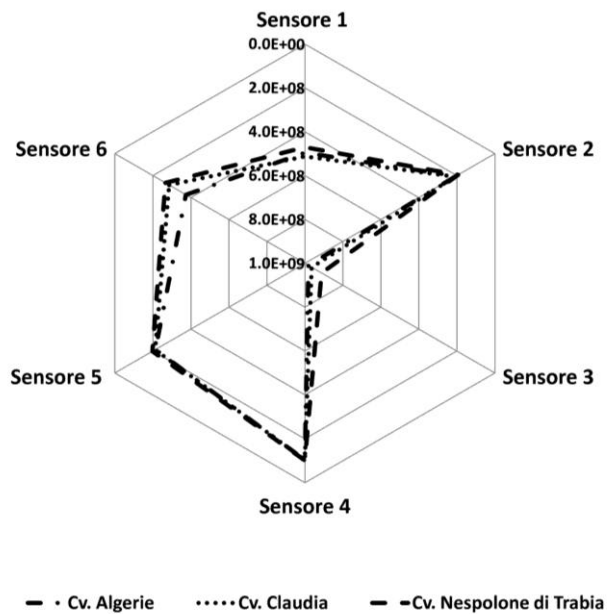 Sensore 1
0.0E+00
2.0E+08
Sensore 6
4.0E+08
Sensore 2
6.0E+08
8.0E+08
1.0E+09
Sensore 5
Sensore 3
Sensore 4
Cv. Algerie Cv. Claudia Cv. Nespolone di Trabia